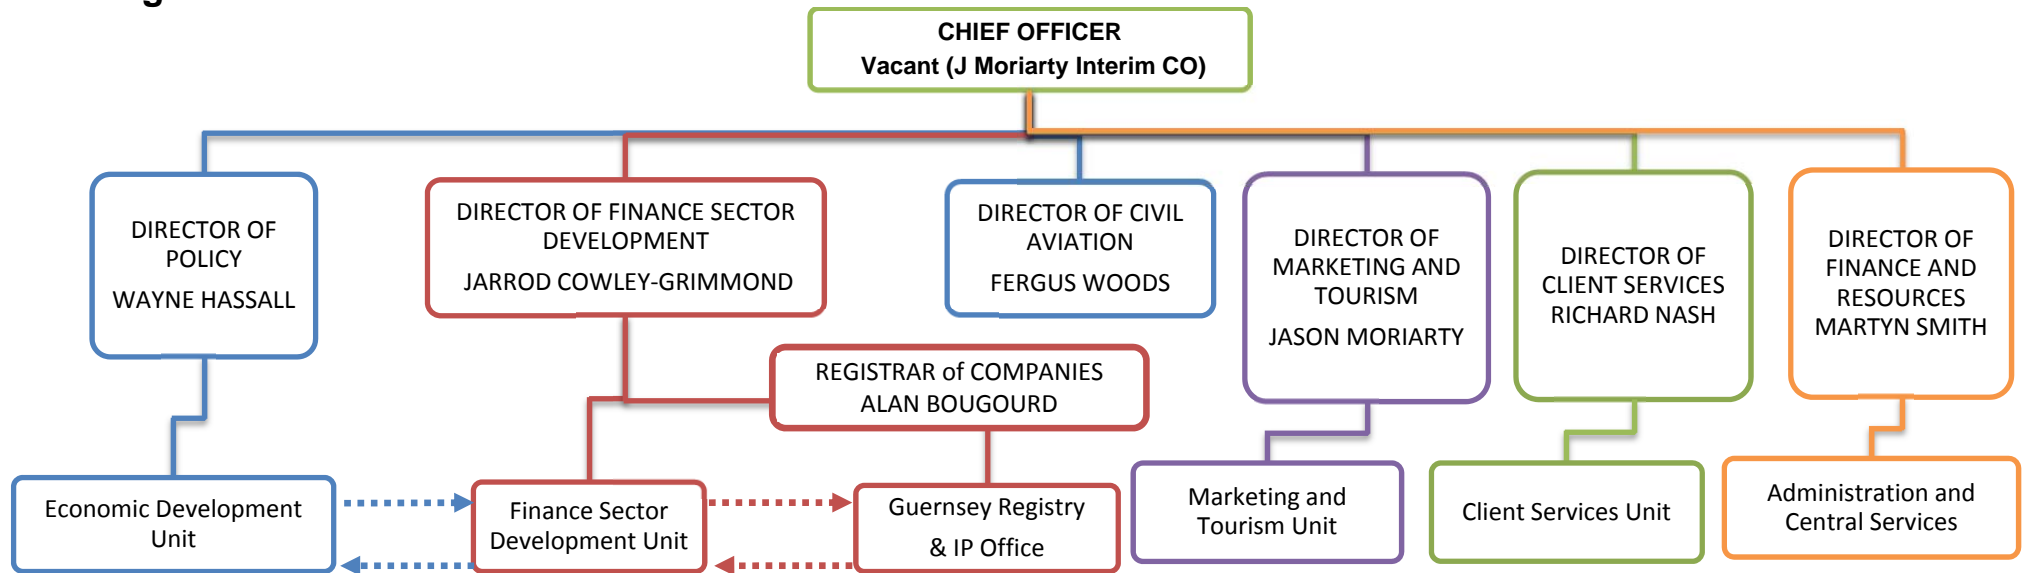 CHIEF OFFICER
Vacant (J Moriarty Interim CO)
DIRECTOR OF
POLICY
WAYNE HASSALL
DIRECTOR OF FINANCE SECTOR
DEVELOPMENT
JARROD COWLEY-GRIMMOND
DIRECTOR OF CIVIL
AVIATION
FERGUS WOODS
DIRECTOR OF
MARKETING AND
TOURISM
JASON MORIARTY
DIRECTOR OF
CLIENT SERVICES
RICHARD NASH
DIRECTOR OF
FINANCE AND
RESOURCES
MARTYN SMITH
REGISTRAR of COMPANIES
ALAN BOUGOURD
Economic Development
Unit
Finance Sector
Development Unit
Guernsey Registry
& IP Office
Marketing and
Tourism Unit
Client Services Unit
Administration and
Central Services